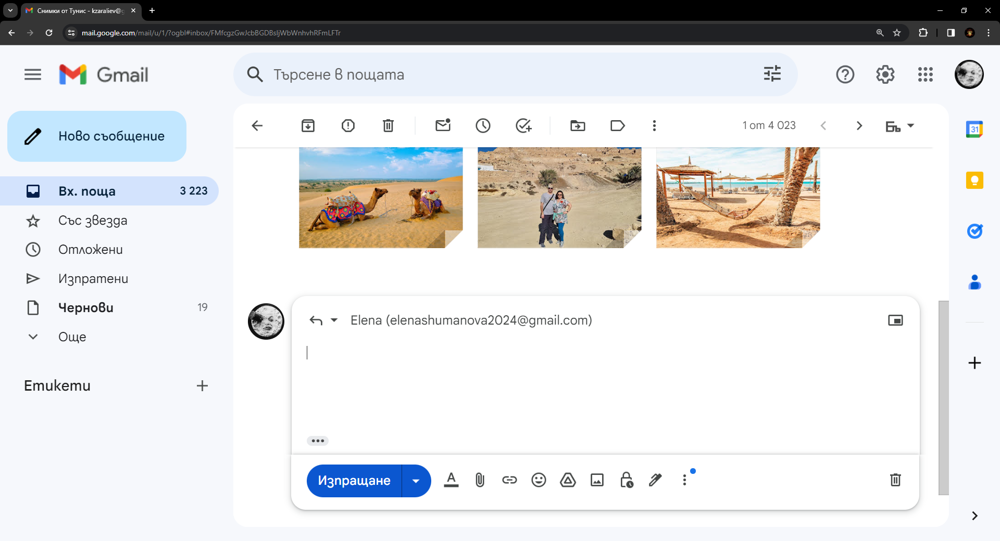 Снимки от Тунис - kzaraliev@g
mail.google.com/mail/u/1/?ogbl#inbox/FMfcgzGwJcbBGDBsljWbWnhvhRFmLFTr
Gmail
Търсене в пощата
Ново съобщение
1 от 4 023
Бъ
31
Вх. поща 3 223
Със звезда
Отложени
Изпратени
Чернови 19
Още
Етикети
Elena (elenashumanova2024@gmail.com)
Изпращане